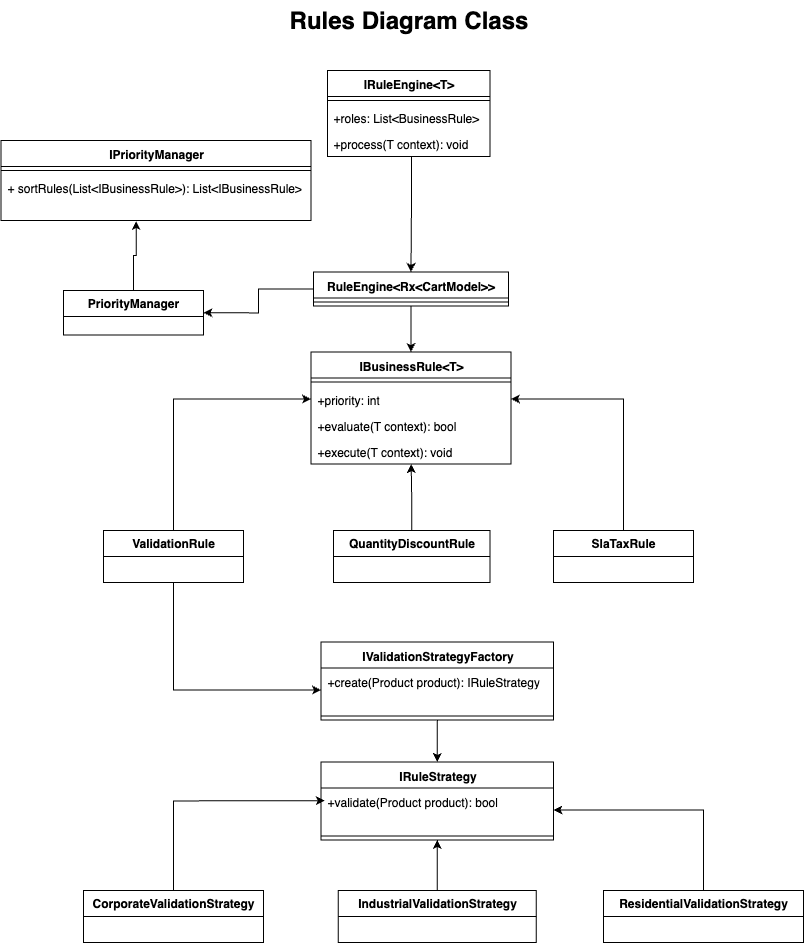 Rules Diagram Class
IRuleEngine<T>
+roles: List<BusinessRule>
+process(T context): void
IPriorityManager
+ sortRules(List<IBusinessRule>): List<IBusinessRule>
RuleEngine<Rx<CartModel>>
PriorityManager
IBusinessRule<T>
+priority: int
+evaluate(T context): bool
+execute(T context): void
ValidationRule
QuantityDiscountRule
SlaTaxRule
IValidationStrategyFactory
+create(Product product): IRuleStrategy
IRuleStrategy
+validate(Product product): bool
CorporateValidationStrategy
IndustrialValidationStrategy
ResidentialValidationStrategy